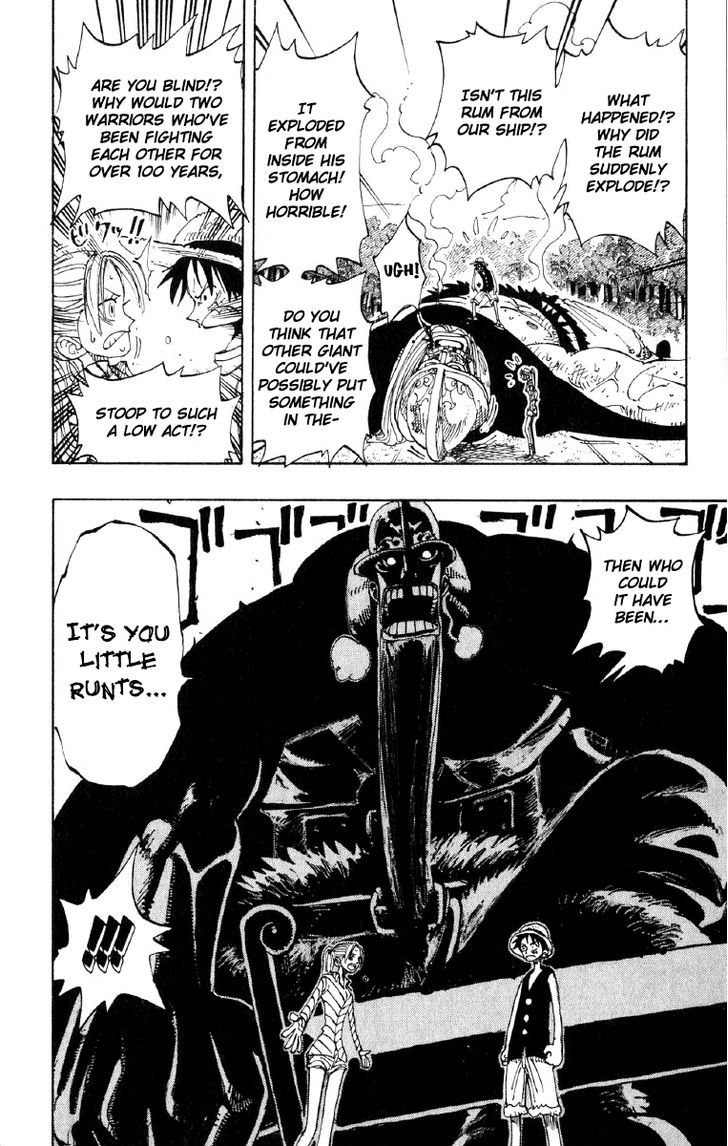 WHAT
HAPPENED!?
WHY DID
THE RUM
SUDDENLY
EXPLODE!?
ISN'T THIS
RUM FROM
OUR SHIP!?
IT
EXPLODED
FROM
INSIDE HIS
STOMACH!
HOW
HORRIBLE!
UGH!
DO YOU
THINK THAT
OTHER GIANT
COULD'VE
POSSIBLY PUT
SOMETHING
IN THE-
ARE YOU BLIND!?
WHY WOULD TWO
WARRIORS WHO'VE
BEEN FIGHTING
EACH OTHER FOR
OVER 100 YEARS,
ビクッ!!
STOOP TO SUCH
A LOW ACT!?
THEN WHO
COULD
IT HAVE
BEEN...
IT'S YOU
LITTLE
RUNTS...
!!!